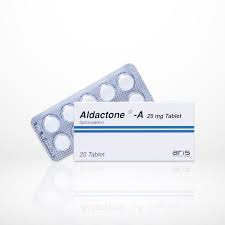 Aldactone ® -A 25 mg Tablet
Spironolakton
20 Tablet
aris